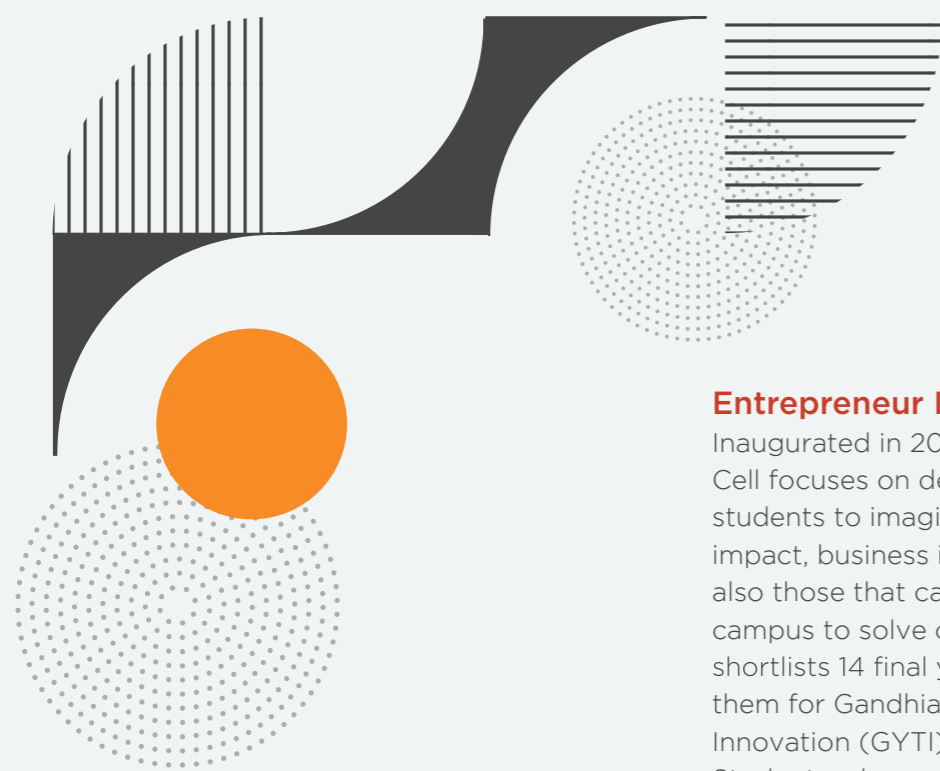 Entrepreneur
Inaugurated in 20
Cell focuses on de
students to imagi
impact, business i
also those that ca
campus to solve
shortlists 14 final
them for Gandhia
Innovation (GYTI)